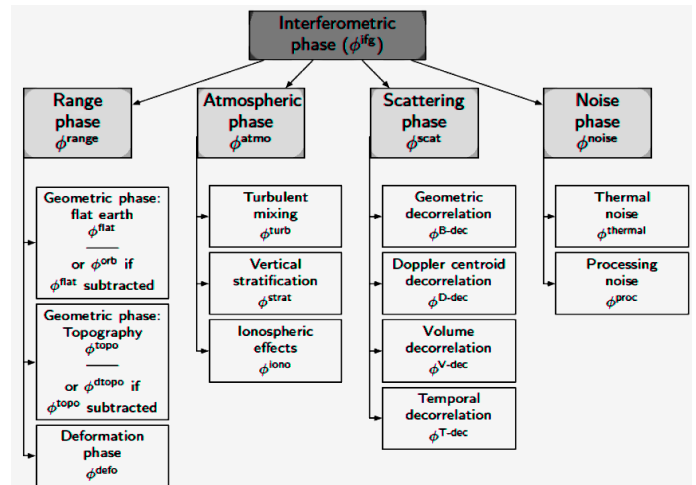 Interferometric
phase (ϕ^ifg)
Range
phase
ϕ^range
Atmospheric
phase
ϕ^atmo
Scattering
phase
ϕ^scat
Noise
phase
ϕ^noise
Geometric phase:
flat earth
ϕ^flat
or ϕ^orb if
ϕ^flat subtracted
Geometric phase:
Topography
ϕ^topo
or ϕ^dtopo if
ϕ^topo subtracted
Deformation
phase
ϕ^defo
Turbulent
mixing
ϕ^turb
Vertical
stratification
ϕ^strat
Ionospheric
effects
ϕ^iono
Geometric
decorrelation
ϕ^B-dec
Doppler centroid
decorrelation
ϕ^D-dec
Volume
decorrelation
ϕ^V-dec
Temporal
decorrelation
ϕ^T-dec
Thermal
noise
ϕ^thermal
Processing
noise
ϕ^proc